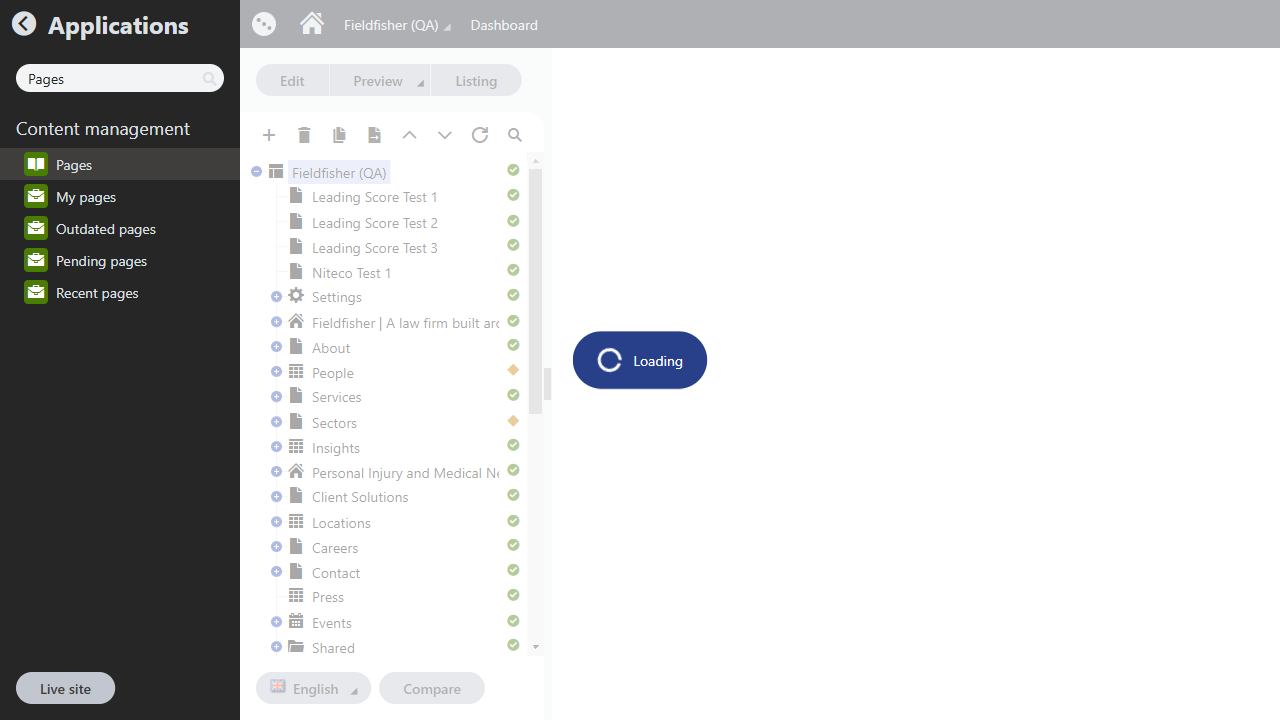 Applications
Fieldfisher (QA)
Dashboard
Pages
Edit
Preview
Listing
Content management
Pages
My pages
Outdated pages
Pending pages
Recent pages
Fieldfisher (QA)
Leading Score Test 1
Leading Score Test 2
Leading Score Test 3
Niteco Test 1
Settings
Fieldfisher | A law firm built arc
About
People
Services
Sectors
Insights
Personal Injury and Medical Ne
Client Solutions
Locations
Careers
Contact
Press
Events
Shared
Loading
Live site
English
Compare